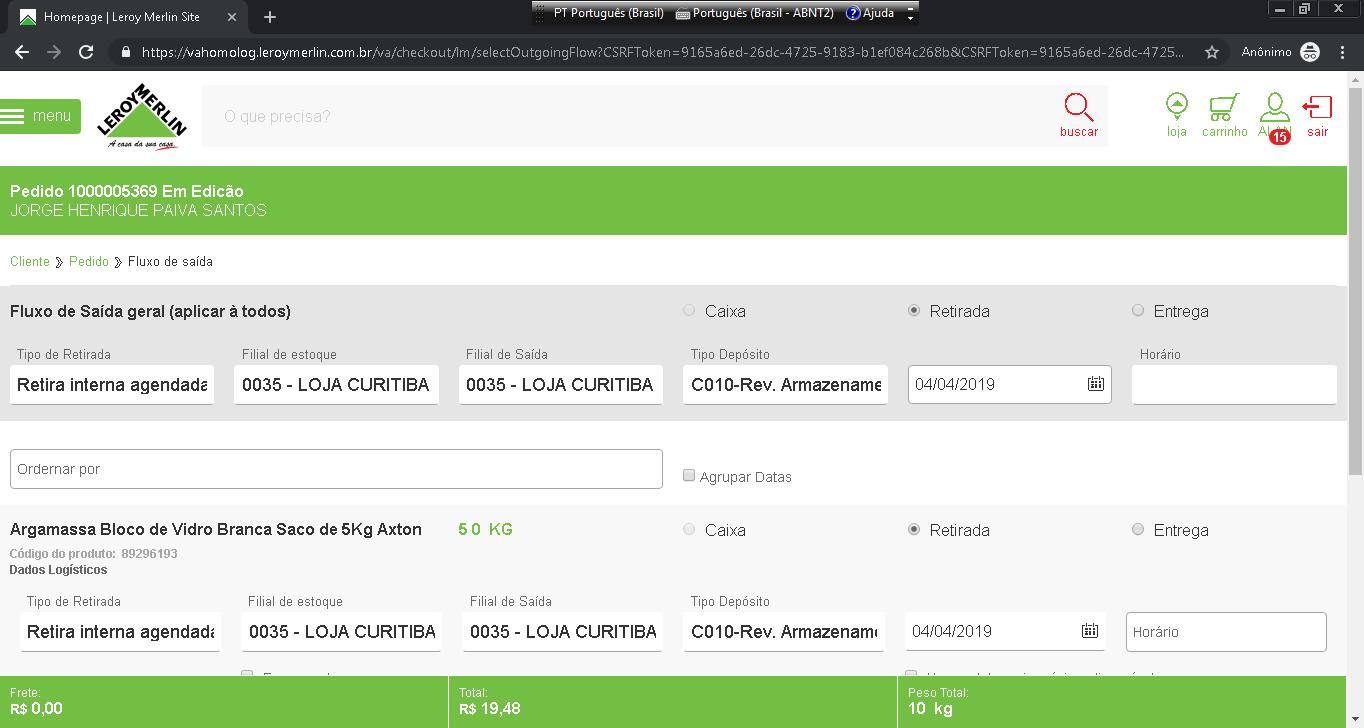 Homepage | Leroy Merlin Site
PT Português (Brasil) Português (Brasil - ABNT2) Ajuda
https://vahomolog.leroymerlin.com.br/va/checkout/lm/selectOutgoingFlow?CSRFToken=9165a6ed-26dc-4725-9183-b1ef084c268b&CSRFToken=9165a6ed-26dc-4725... Anônimo
menu
LEROY MERLIN
A casa da sua casa.
O que precisa?
buscar
loja carrinho ALAN 15 sair
Pedido 1000005369 Em Edicão
JORGE HENRIQUE PAIVA SANTOS
Cliente Pedido Fluxo de saída
Fluxo de Saída geral (aplicar à todos) Caixa Retirada Entrega
Tipo de Retirada Filial de estoque Filial de Saída Tipo Depósito Horário
Retira interna agendada 0035 - LOJA CURITIBA 0035 - LOJA CURITIBA C010-Rev. Armazename 04/04/2019
Ordernar por
Agrupar Datas
Argamassa Bloco de Vidro Branca Saco de 5Kg Axton 5 0 KG Caixa Retirada Entrega
Código do produto: 89296193
Dados Logísticos
Tipo de Retirada Filial de estoque Filial de Saída Tipo Depósito
Retira interna agendada 0035 - LOJA CURITIBA 0035 - LOJA CURITIBA C010-Rev. Armazename 04/04/2019 Horário
Frete: Total: Peso Total:
R$ 0,00 R$ 19,48 10 kg